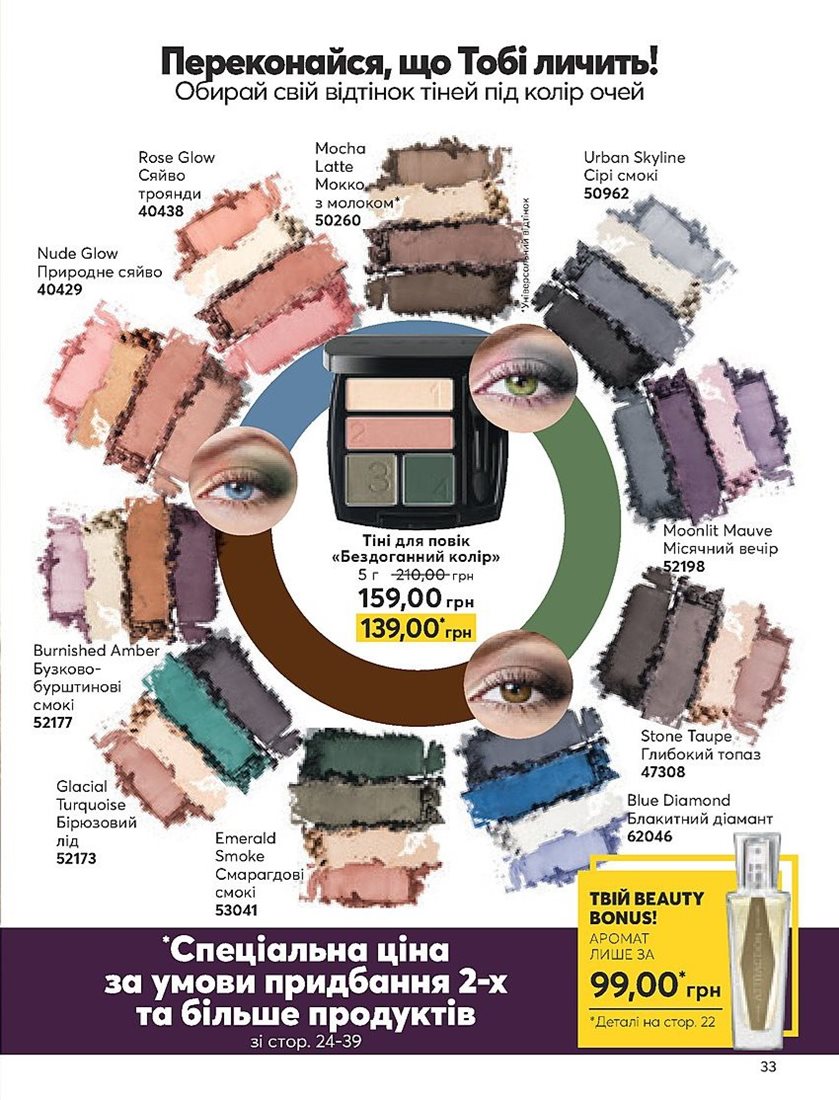 Переконайся, що Тобі личить!
Обирай свій відтінок тіней під колір очей
Rose Glow
Сяйво
троянди
40438
Mocha
Latte
Мокко
з молоком*
50260
*Універсальний відтінок
Urban Skyline
Сірі смокі
50962
Nude Glow
Природне сяйво
40429
1
2
3
4
Тіні для повік
«Бездоганний колір»
5 г 210,00 грн
159,00 грн
139,00* грн
Moonlit Mauve
Місячний вечір
52198
Burnished Amber
Бузково-
бурштинові
смокі
52177
Stone Taupe
Глибокий топаз
47308
Glacial
Turquoise
Бірюзовий
лід
52173
Emerald
Smoke
Смарагдові
смокі
53041
Blue Diamond
Блакитний діамант
62046
ТВІЙ BEAUTY
BONUS!
АРОМАТ
ЛИШЕ ЗА
99,00* грн
*Деталі на стор. 22
*Спеціальна ціна
за умови придбання 2-х
та більше продуктів
зі стор. 24-39
33